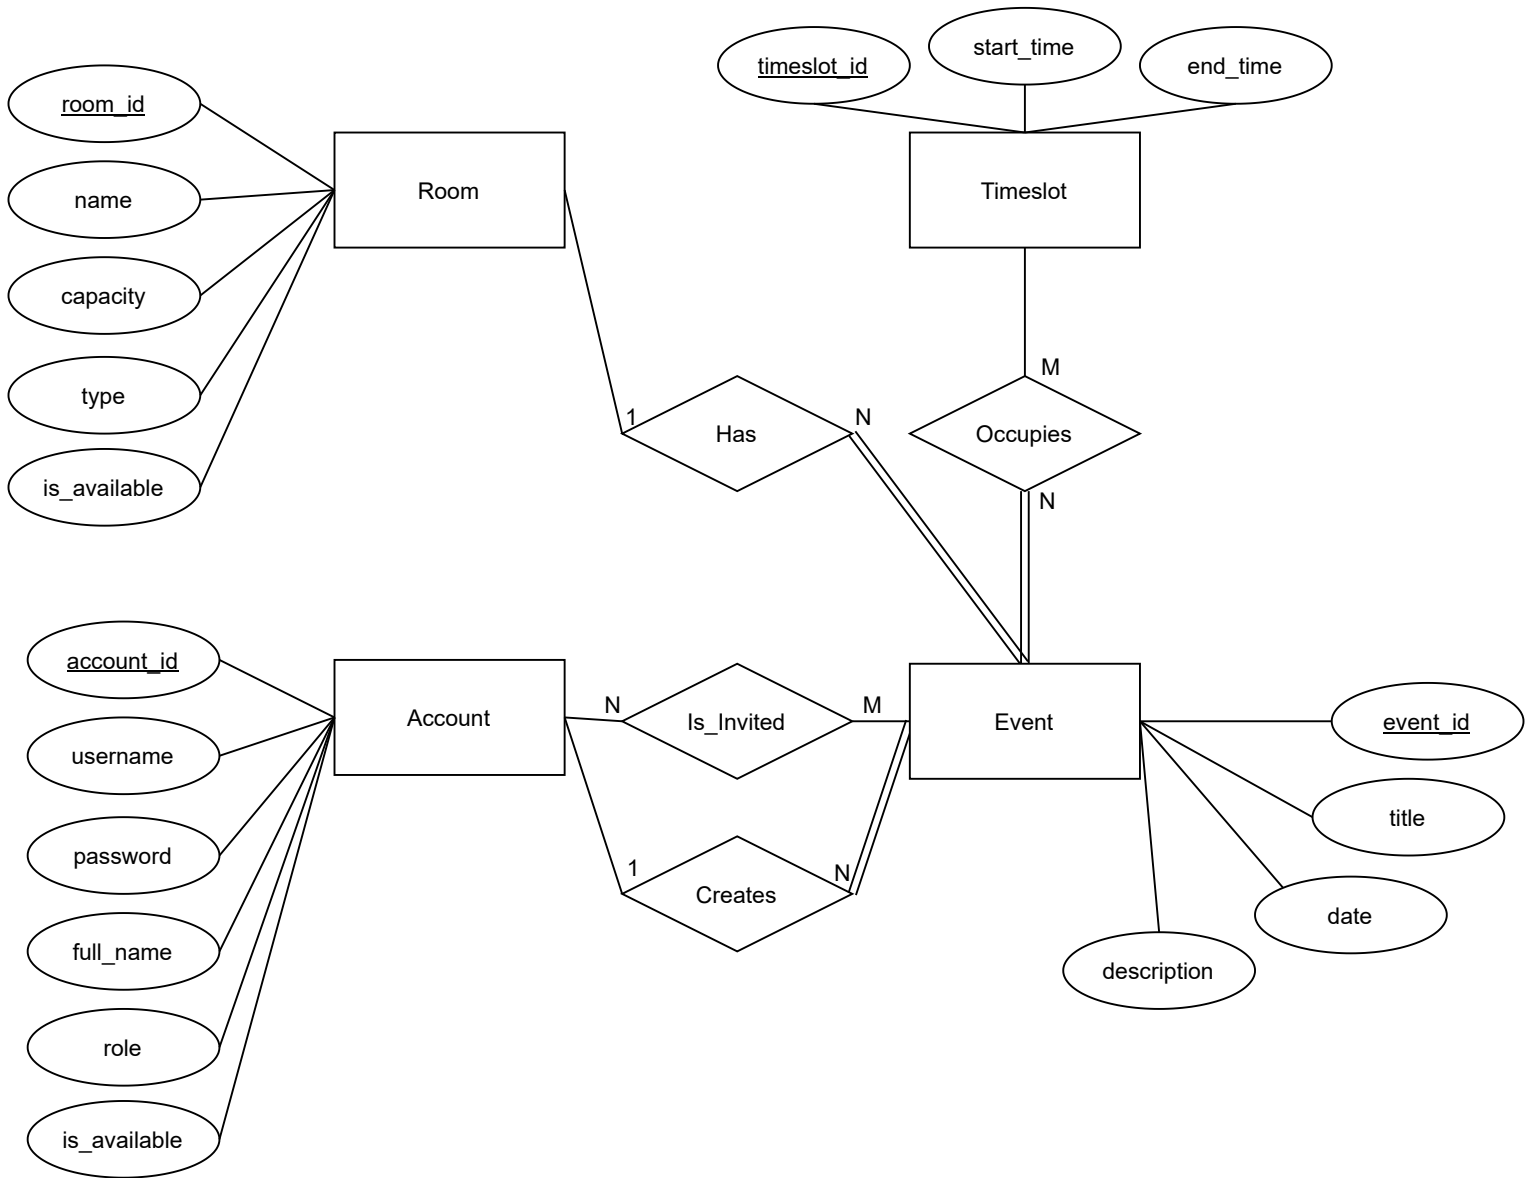 timeslot_id
start_time
end_time
room_id
name
capacity
type
is_available
Room
Timeslot
1
Has
N
M
Occupies
N
account_id
username
password
full_name
role
is_available
Account
N
Is_Invited
M
Event
1
Creates
N
event_id
title
date
description